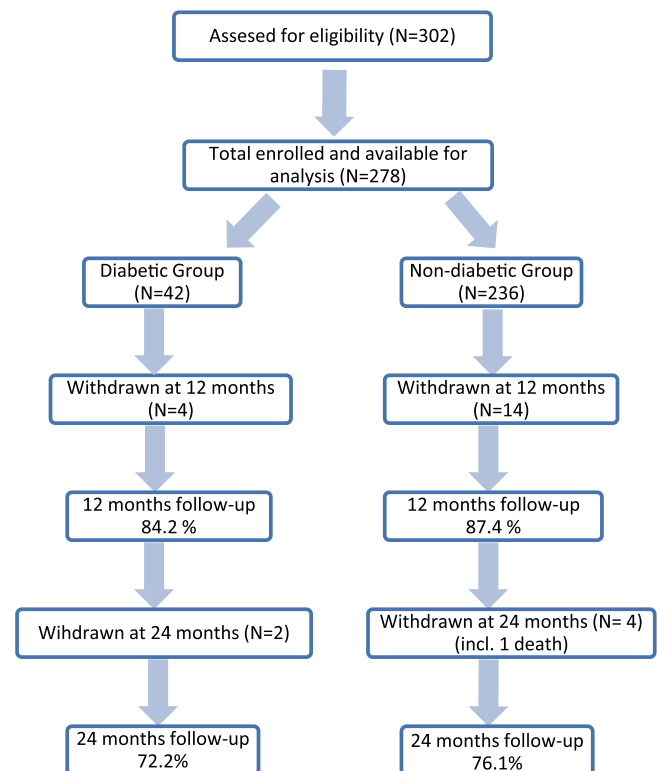 Assesed for eligibility (N=302)
Total enrolled and available for
analysis (N=278)
Diabetic Group
(N=42)
Non-diabetic Group
(N=236)
Withdrawn at 12 months
(N=4)
Withdrawn at 12 months
(N=14)
12 months follow-up
84.2 %
12 months follow-up
87.4 %
Wihdrawn at 24 months (N=2)
Withdrawn at 24 months (N= 4)
(incl. 1 death)
24 months follow-up
72.2%
24 months follow-up
76.1%